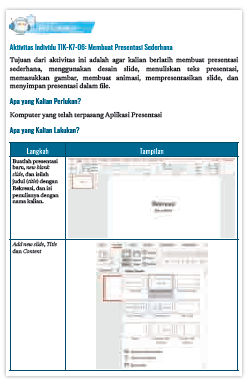 Aktivitas Individu TIK-K7-06: Membuat Presentasi Sederhana
Tujuan dari aktivitas ini adalah agar kalian berlatih membuat presentasi
sederhana, menggunakan desain slide, menuliskan teks presentasi,
memasukkan gambar, membuat animasi, mempresentasikan slide, dan
menyimpan presentasi dalam file.
Apa yang Kalian Perlukan?
Komputer yang telah terpasang Aplikasi Presentasi
Apa yang Kalian Lakukan?
Langkah
Tampilan
Buatlah presentasi
baru, new blank
slide, dan isilah
judul (title) dengan
Rekreasi, dan isi
penulisnya dengan
nama kalian.
Rekreasi
Add new slide, Title
dan Content